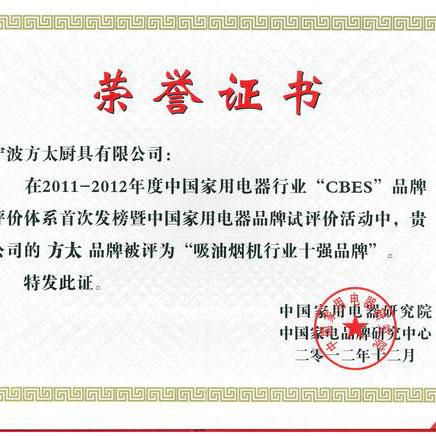 荣誉证书
宁波方太厨具有限公司：
在2011-2012年度中国家用电器行业“CBES”品牌
评价体系首次发榜暨中国家用电器品牌试评价活动中，贵
公司的 方太 品牌被评为“吸油烟机行业十强品牌”。
特发此证。
中国家用电器研究院
中国家电品牌研究中心
二零一二年十二月